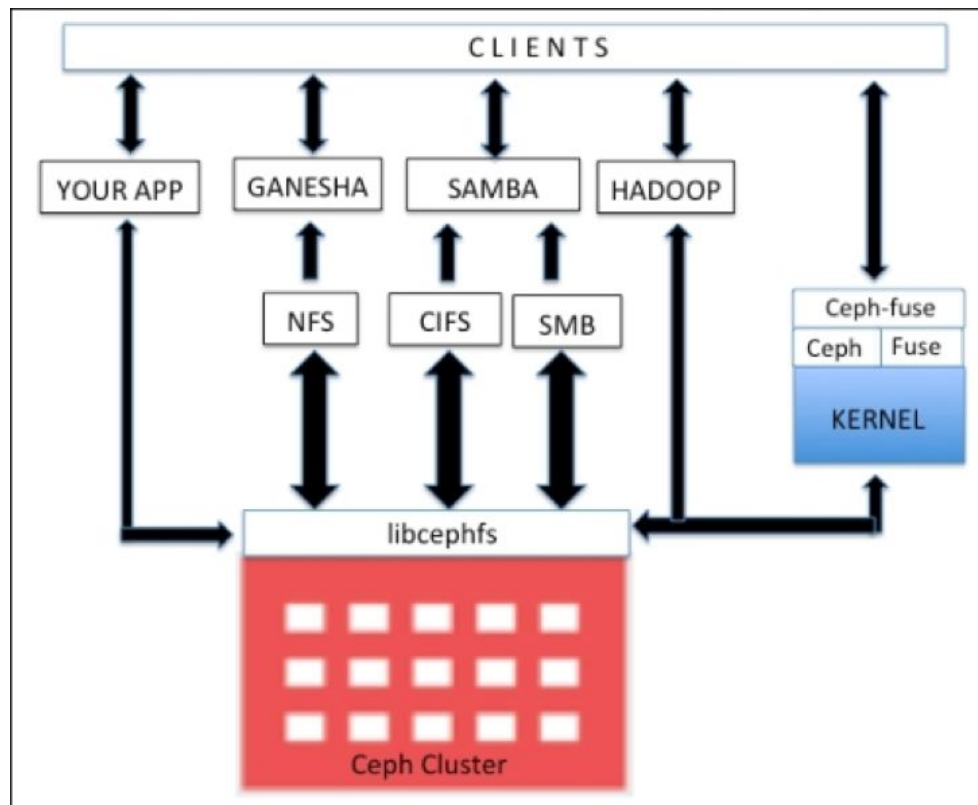 CLIENTS
YOUR APP
GANESHA
SAMBA
HADOOP
NFS
CIFS
SMB
Ceph-fuse
Ceph
Fuse
KERNEL
libcephfs
Ceph Cluster